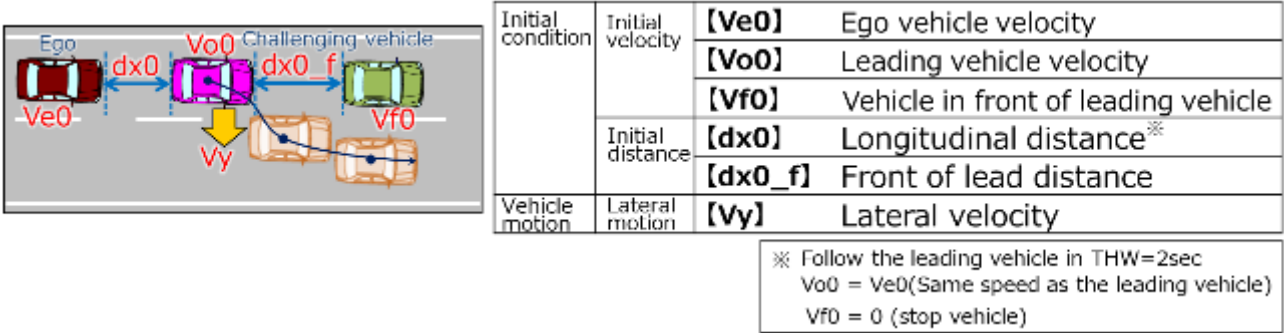 Ego
Vo0
Challenging vehicle
dx0
dx0_f
Ve0
Vf0
Vy
Initial condition
Initial velocity
【Ve0】 Ego vehicle velocity
【Vo0】 Leading vehicle velocity
【Vf0】 Vehicle in front of leading vehicle
Initial distance
【dx0】 Longitudinal distance※
【dx0_f】 Front of lead distance
Vehicle motion
Lateral motion
【Vy】 Lateral velocity
※ Follow the leading vehicle in THW=2sec
Vo0 = Ve0(Same speed as the leading vehicle)
Vf0 = 0 (stop vehicle)